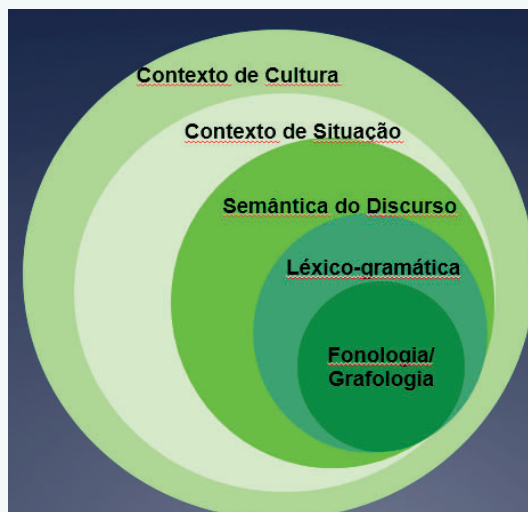 Contexto de Cultura
Contexto de Situação
Semântica do Discurso
Léxico-gramática
Fonologia/
Grafologia